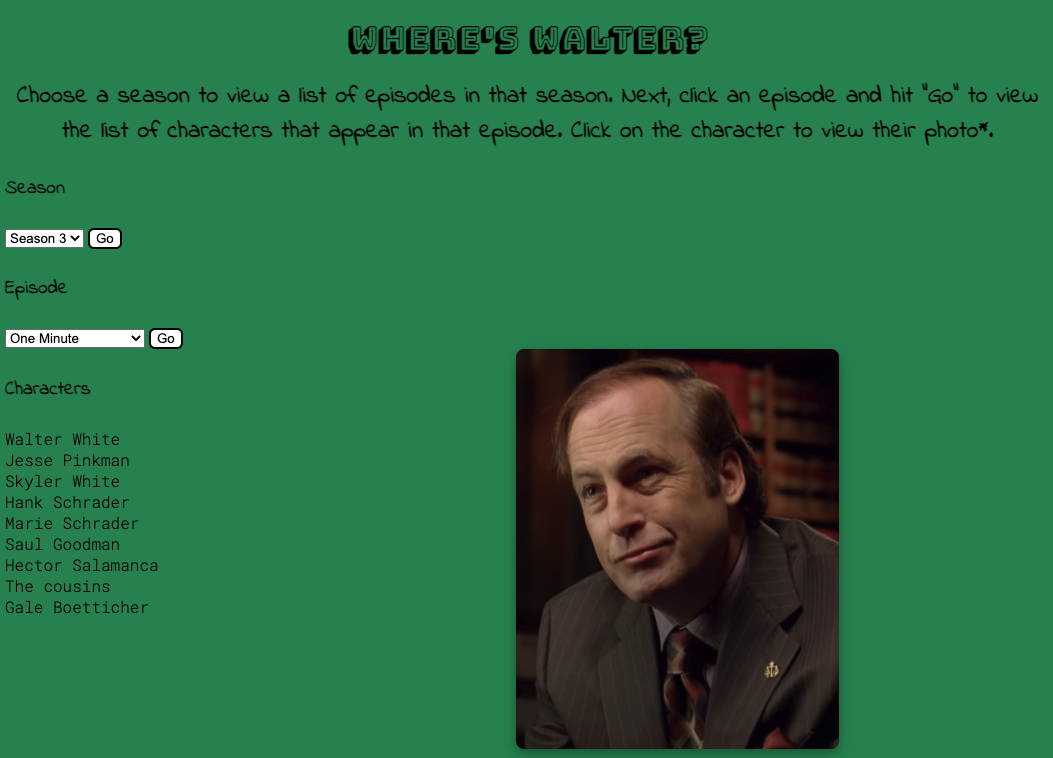 WHERE'S WALTER?
Choose a season to view a list of episodes in that season. Next, click an episode and hit "Go" to view
the list of characters that appear in that episode. Click on the character to view their photo*.
Season
Season 3 Go
Episode
One Minute Go
Characters
Walter White
Jesse Pinkman
Skyler White
Hank Schrader
Marie Schrader
Saul Goodman
Hector Salamanca
The cousins
Gale Boetticher